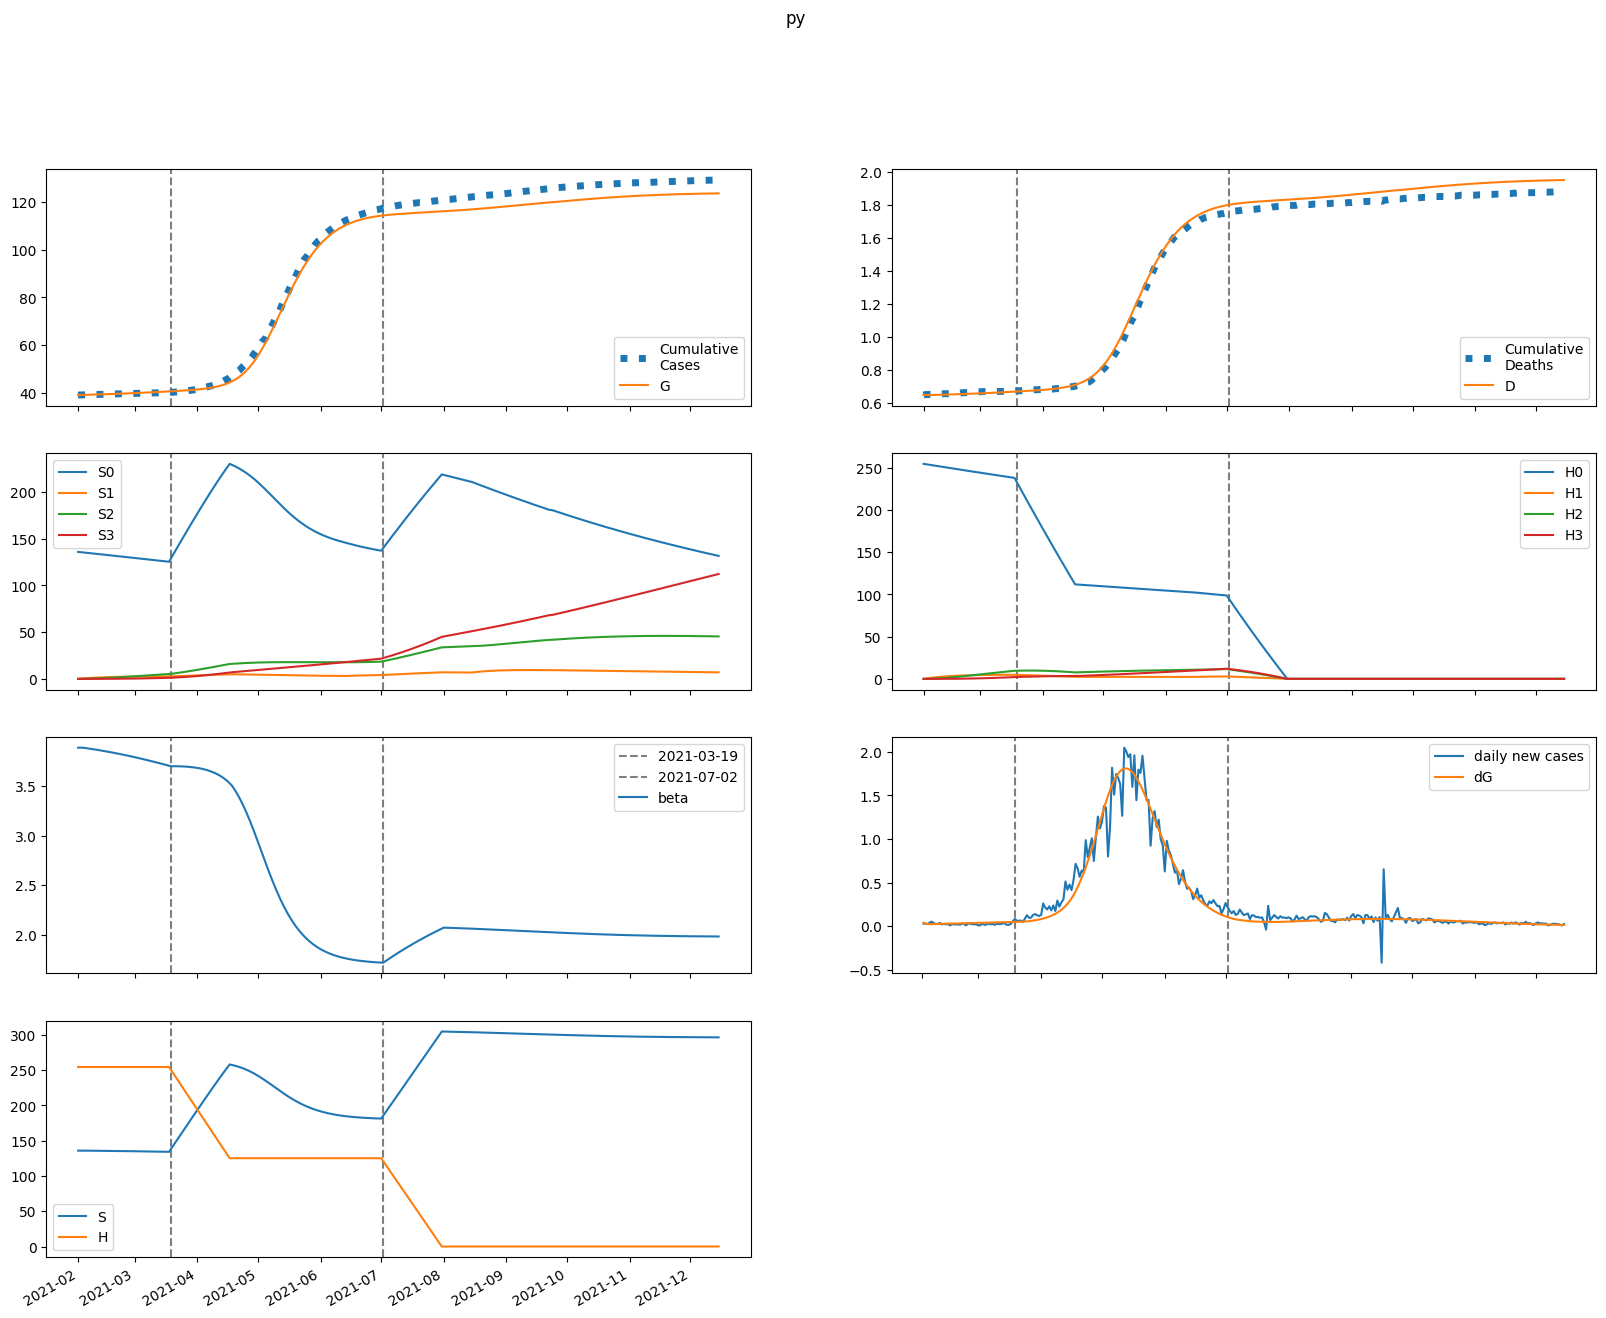 py
120
100
80
60
40
Cumulative
Cases
G
2.0
1.8
1.6
1.4
1.2
1.0
0.8
0.6
Cumulative
Deaths
D
200
150
100
50
0
S0
S1
S2
S3
250
200
150
100
50
0
H0
H1
H2
H3
3.5
3.0
2.5
2.0
2021-03-19
2021-07-02
beta
2.0
1.5
1.0
0.5
0.0
−0.5
daily new cases
dG
300
250
200
150
100
50
0
S
H
2021-02
2021-03
2021-04
2021-05
2021-06
2021-07
2021-08
2021-09
2021-10
2021-11
2021-12